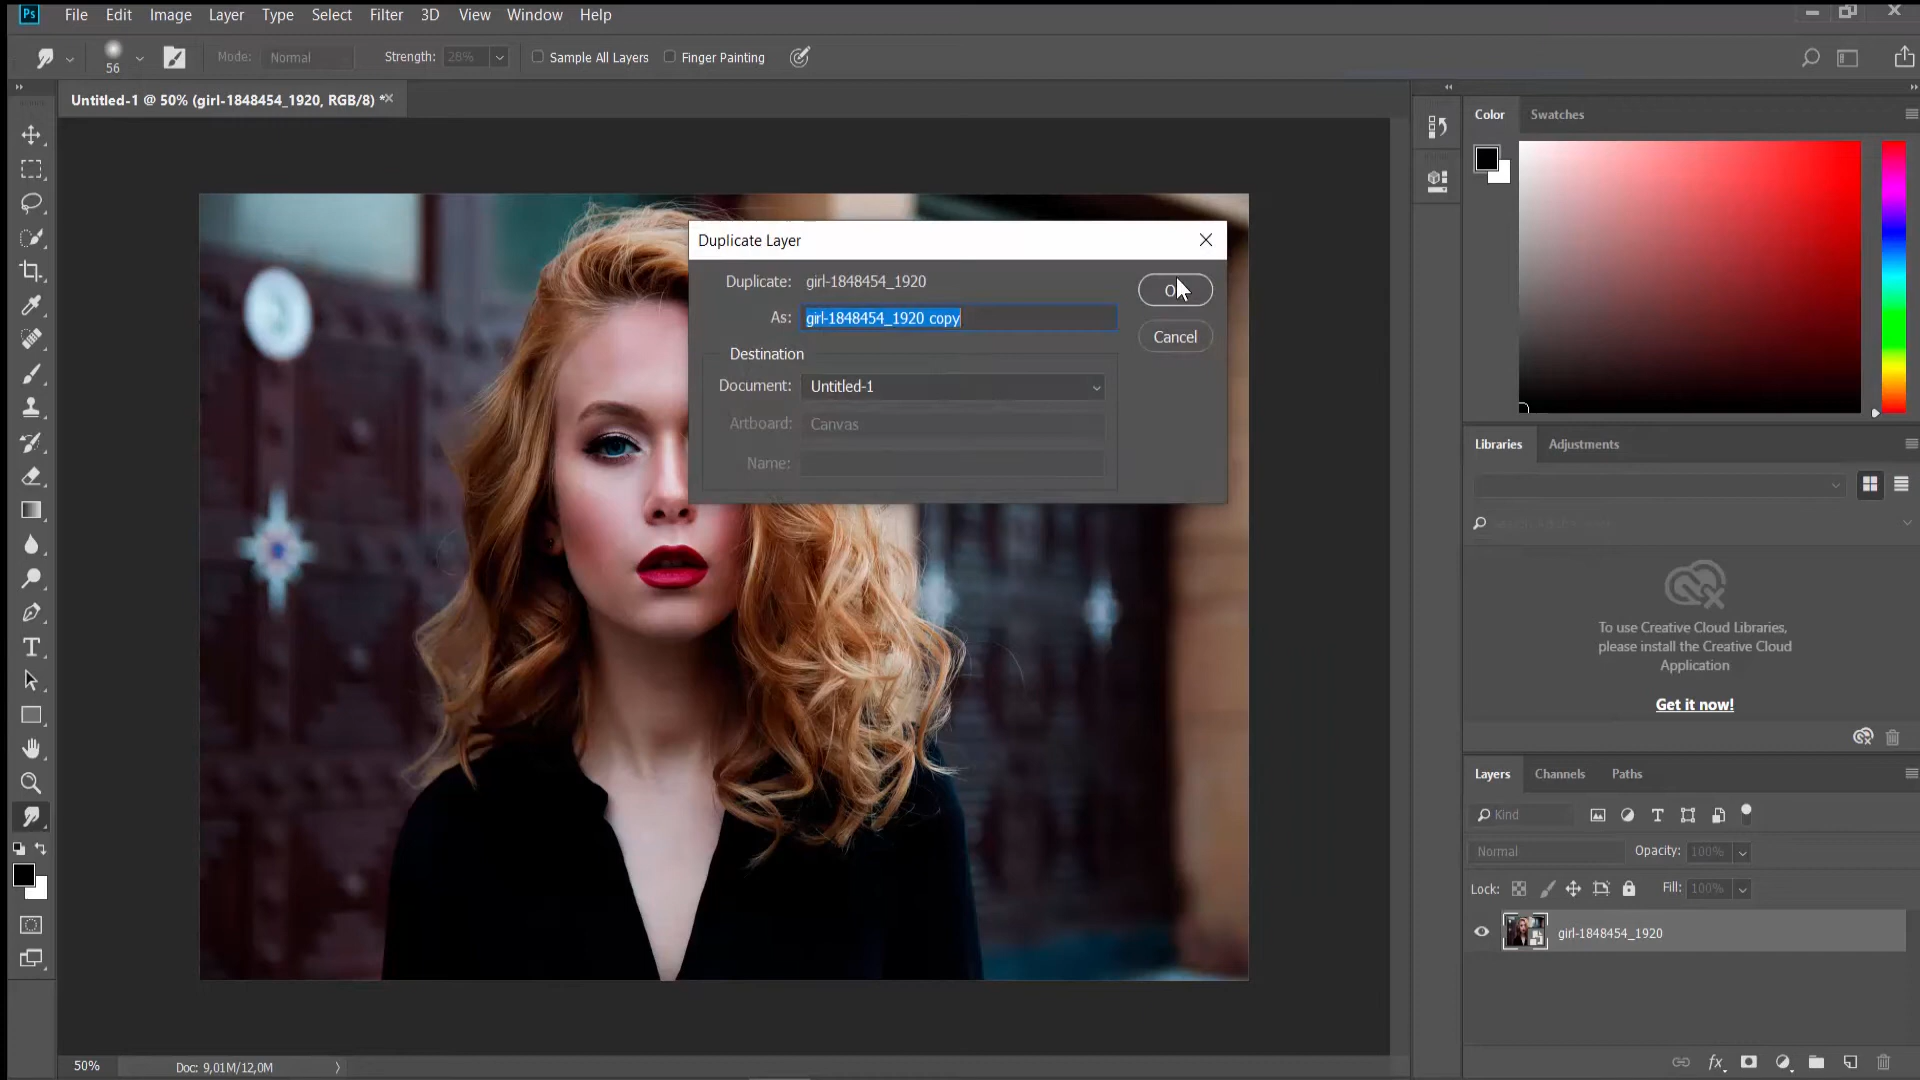 Ps File Edit Image Layer Type Select Filter 3D View Window Help
56 Mode: Normal Strength: 28% Sample All Layers Finger Painting
Untitled-1 @ 50% (girl-1848454_1920, RGB/8) *
Color Swatches
Duplicate Layer
Duplicate: girl-1848454_1920
As: girl-1848454_1920 copy
Cancel
Destination
Document: Untitled-1
Artboard: Canvas
Name:
Libraries Adjustments
To use Creative Cloud Libraries,
please install the Creative Cloud
Application
Get it now!
Layers Channels Paths
Kind
Normal Opacity: 100%
Lock: Fill: 100%
girl-1848454_1920
50% Doc: 9,01M/12,0M